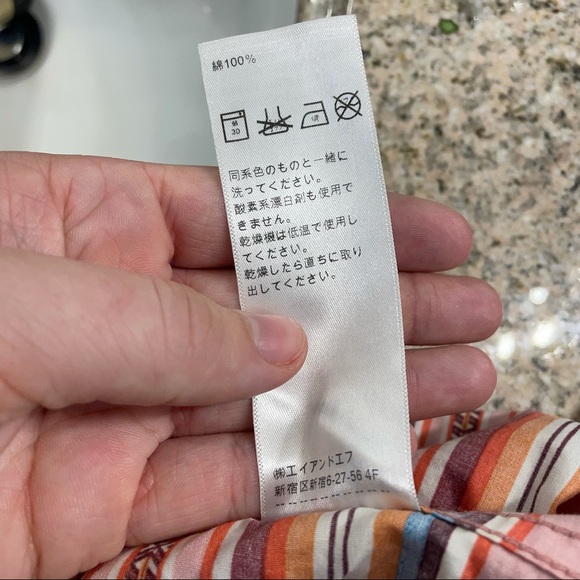 綿100%
30
同系色のものと一緒に
洗ってください。
酸素系漂白剤も使用で
きません。
乾燥機は低温で使用し
てください。
乾燥したら直ちに取り
出してください。
㈱エイアンドエフ
新宿区新宿6-27-56 4F